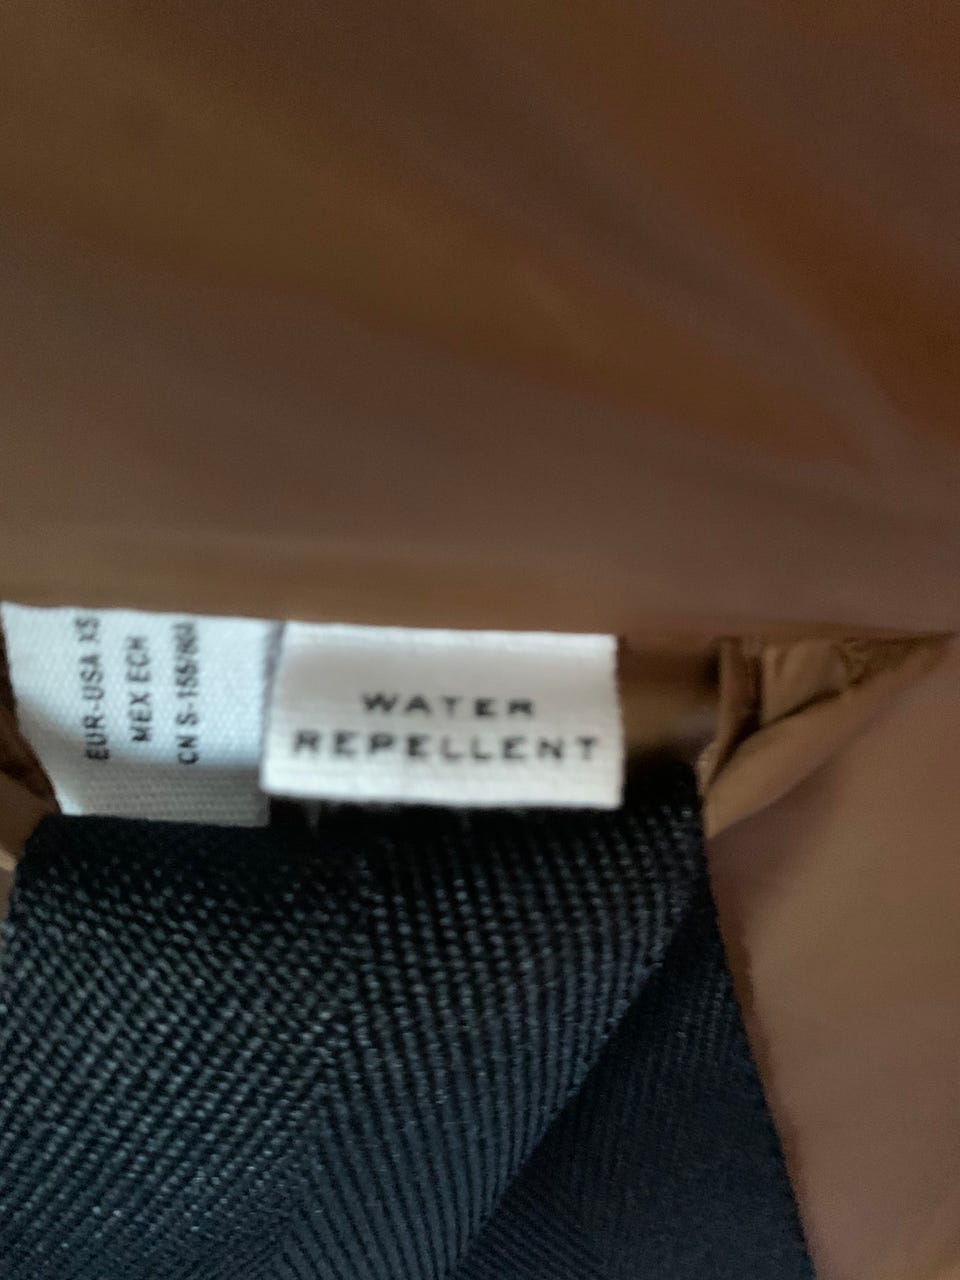 EUR-USA XS
MEX ECH
CN S-155/80A
WATER
REPELLENT